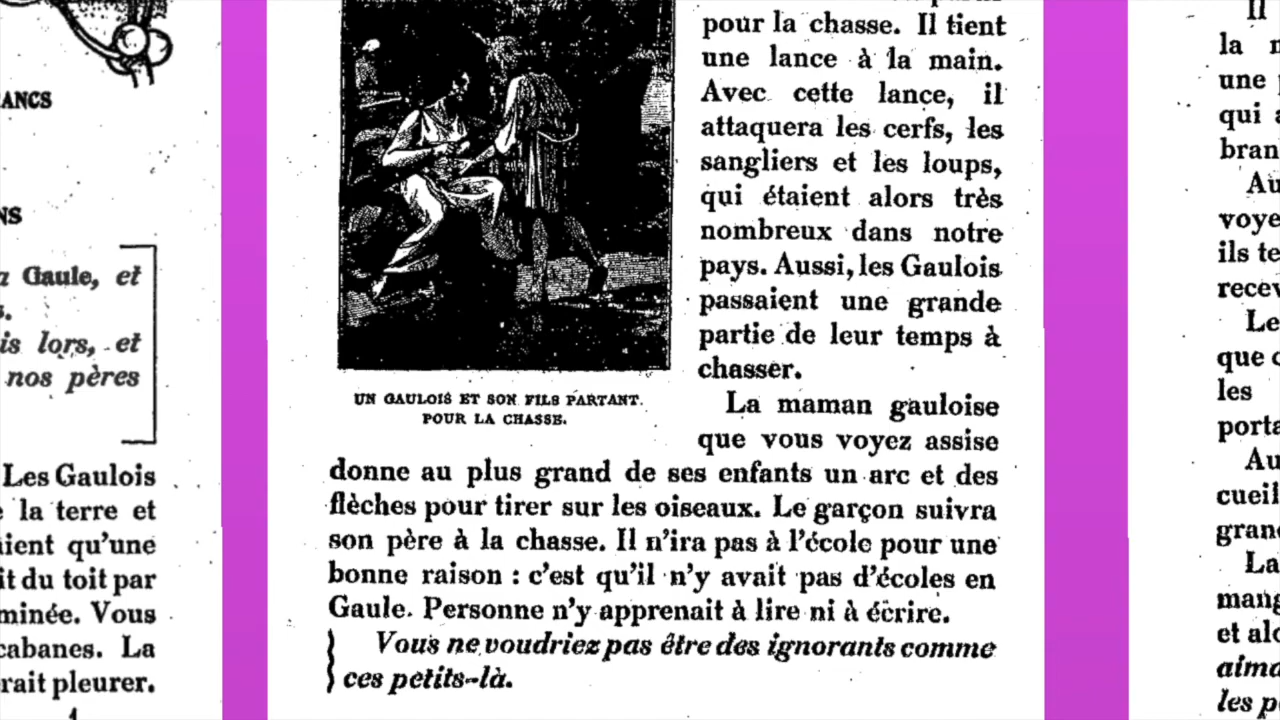 ANCS
NS
Gaule, et
is lors, et
nos pères
Les Gaulois
la terre et
aient qu'une
it du toit par
minée. Vous
cabanes. La
rait pleurer.
pour la chasse. Il tient
une lance à la main.
Avec cette lance, il
attaquera les cerfs, les
sangliers et les loups,
qui étaient alors très
nombreux dans notre
pays. Aussi, les Gaulois
passaient une grande
partie de leur temps à
chasser.
UN GAULOIS ET SON FILS PARTANT
POUR LA CHASSE.
La maman gauloise
que vous voyez assise
donne au plus grand de ses enfants un arc et des
flèches pour tirer sur les oiseaux. Le garçon suivra
son père à la chasse. Il n'ira pas à l'école pour une
bonne raison : c'est qu'il n'y avait pas d'écoles en
Gaule. Personne n'y apprenait à lire ni à écrire.
Vous ne voudriez pas être des ignorants comme
ces petits-là.
Il
la
une
qui
bran
Au
voye
ils te
recev
Le
que
les
porta
Au
cueil
gran
La
mang
et alo
aima
les p